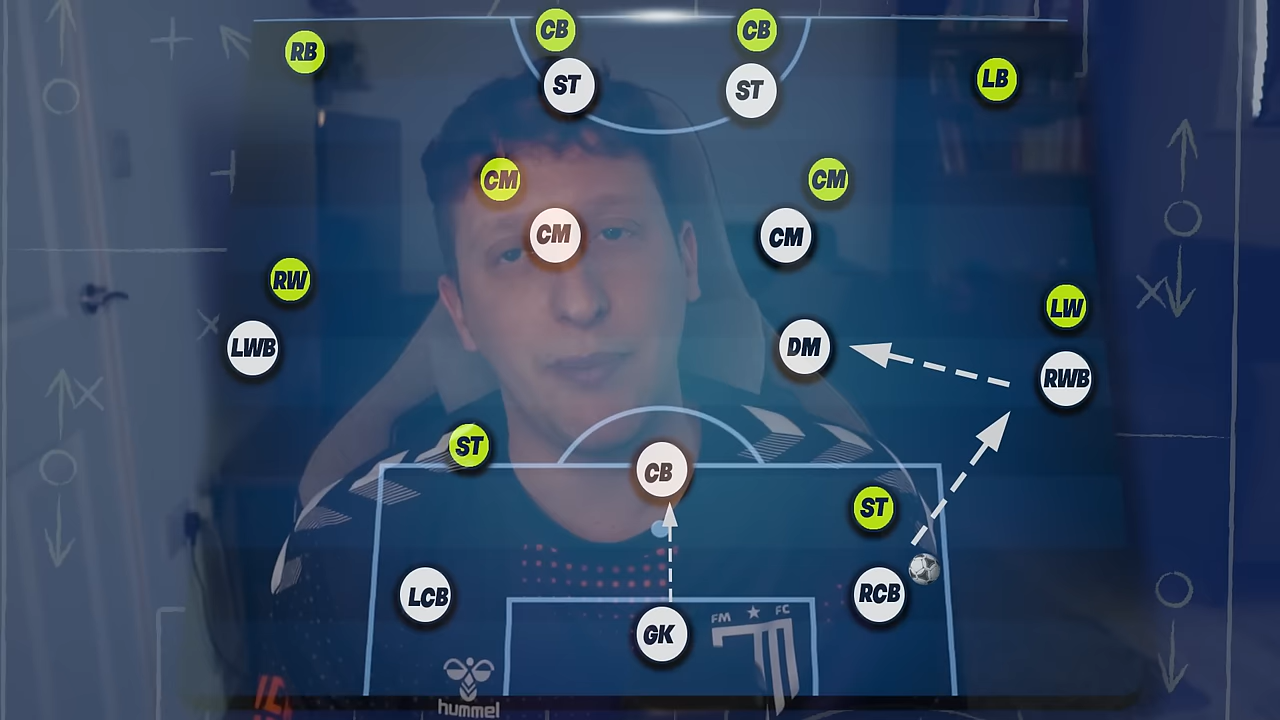 CB
CB
RB
LB
ST
ST
CM
CM
CM
CM
RW
LW
LWB
DM
RWB
ST
CB
ST
LCB
RCB
GK
FM
FC
hummel